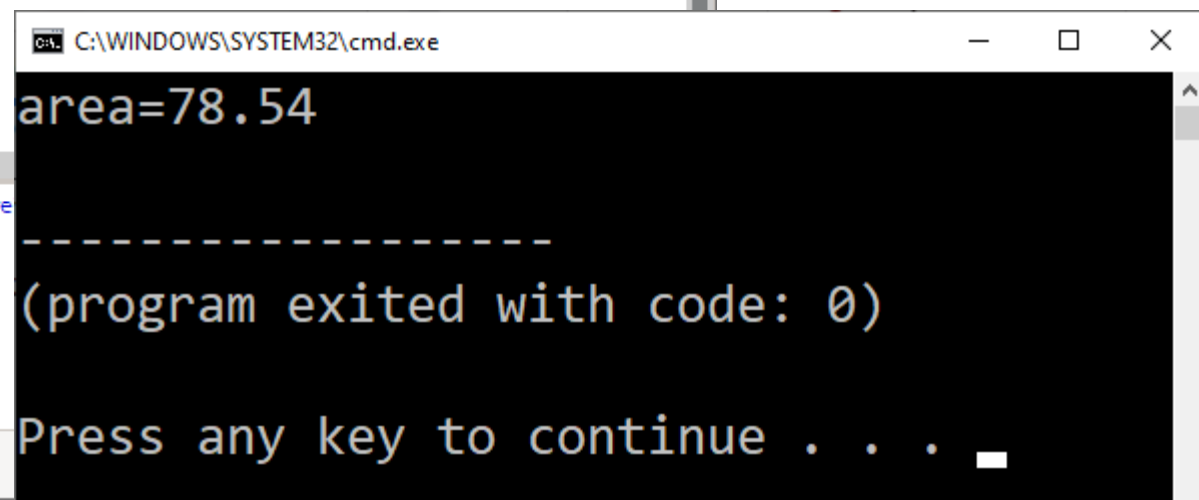 C:\WINDOWS\SYSTEM32\cmd.exe
area=78.54
e
-------------------
(program exited with code: 0)
Press any key to continue . . .